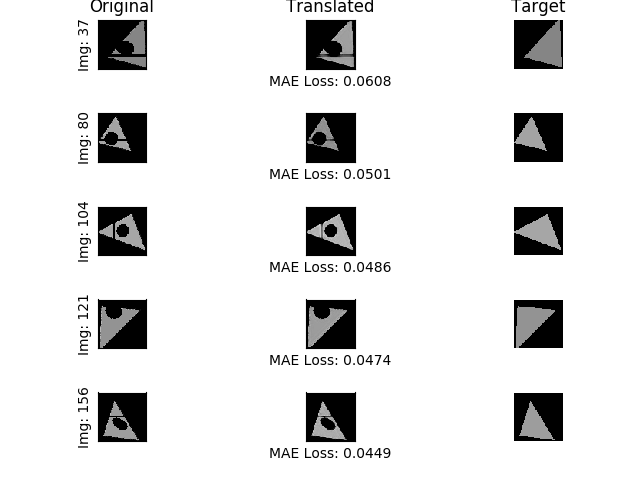 Original Translated Target
Img: 37
MAE Loss: 0.0608
Img: 80
MAE Loss: 0.0501
Img: 104
MAE Loss: 0.0486
Img: 121
MAE Loss: 0.0474
Img: 156
MAE Loss: 0.0449